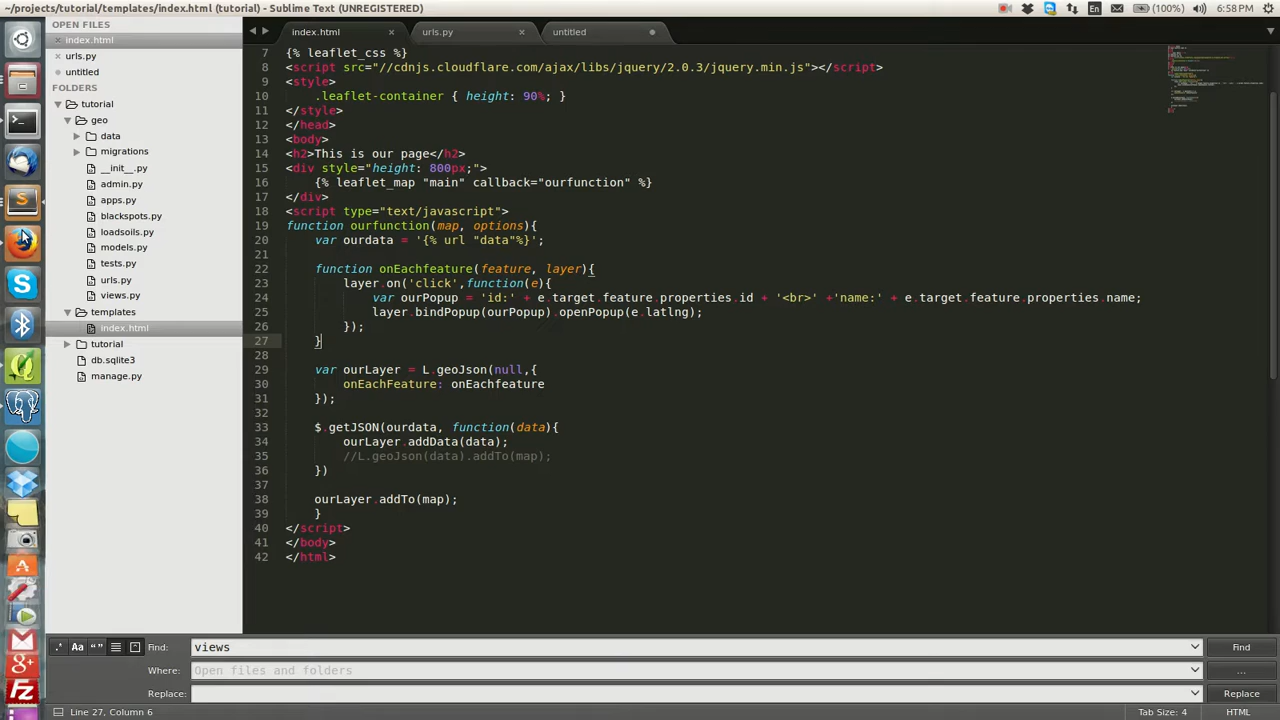 ~/projects/tutorial/templates/index.html (tutorial) - Sublime Text (UNREGISTERED)
En
(100%)
6:58 PM
OPEN FILES
index.html
urls.py
untitled
FOLDERS
tutorial
geo
data
migrations
__init__.py
admin.py
apps.py
blackspots.py
loadsoils.py
models.py
tests.py
urls.py
views.py
templates
index.html
tutorial
db.sqlite3
manage.py
index.html
urls.py
untitled
7 {% leaflet_css %}
8 <script src="//cdnjs.cloudflare.com/ajax/libs/jquery/2.0.3/jquery.min.js"></script>
9 <style>
10 .leaflet-container { height: 90%; }
11 </style>
12 </head>
13 <body>
14 <h2>This is our page</h2>
15 <div style="height: 800px;">
16 {% leaflet_map "main" callback="ourfunction" %}
17 </div>
18 <script type="text/javascript">
19 function ourfunction(map, options){
20 var ourdata = '{% url "data"%}';
21
22 function onEachfeature(feature, layer){
23 layer.on('click',function(e){
24 var ourPopup = 'id:' + e.target.feature.properties.id + '<br>' +'name:' + e.target.feature.properties.name;
25 layer.bindPopup(ourPopup).openPopup(e.latlng);
26 });
27 }
28
29 var ourLayer = L.geoJson(null,{
30 onEachFeature: onEachfeature
31 });
32
33 $.getJSON(ourdata, function(data){
34 ourLayer.addData(data);
35 //L.geoJson(data).addTo(map);
36 })
37
38 ourLayer.addTo(map);
39 }
40 </script>
41 </body>
42 </html>
.* Aa “” Find: views Find
Where: Open files and folders ...
Replace: Replace
Line 27, Column 6
Tab Size: 4
HTML